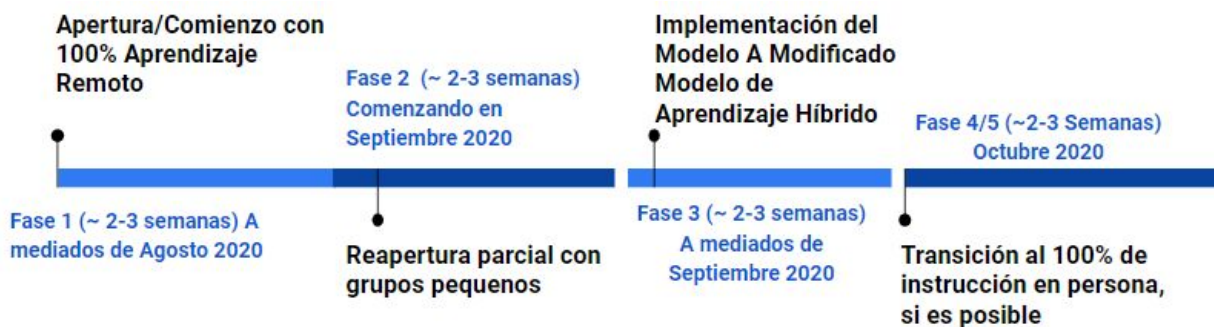 Apertura/Comienzo con
100% Aprendizaje
Remoto
Fase 1 (~ 2-3 semanas) A
mediados de Agosto 2020
Fase 2 (~ 2-3 semanas)
Comenzando en
Septiembre 2020
Reapertura parcial con
grupos pequenos
Implementación del
Modelo A Modificado
Modelo de
Aprendizaje Híbrido
Fase 3 (~ 2-3 semanas)
A mediados de
Septiembre 2020
Fase 4/5 (~2-3 Semanas)
Octubre 2020
Transición al 100% de
instrucción en persona,
si es posible